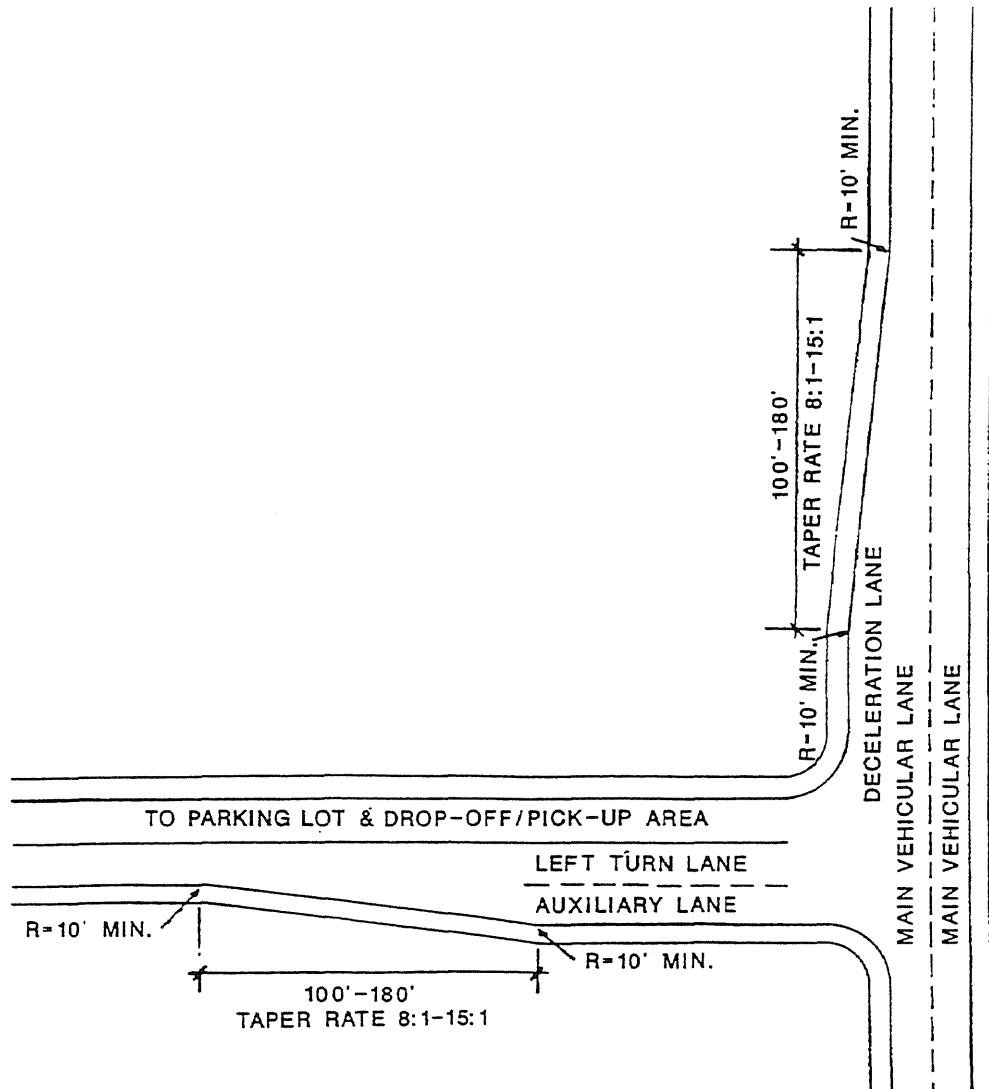 R=10' MIN.
100'-180'
TAPER RATE 8:1-15:1
R=10' MIN.
DECELERATION LANE
MAIN VEHICULAR LANE
MAIN VEHICULAR LANE
TO PARKING LOT & DROP-OFF/PICK-UP AREA
LEFT TURN LANE
AUXILIARY LANE
R=10' MIN.
R=10' MIN.
100'-180'
TAPER RATE 8:1-15:1